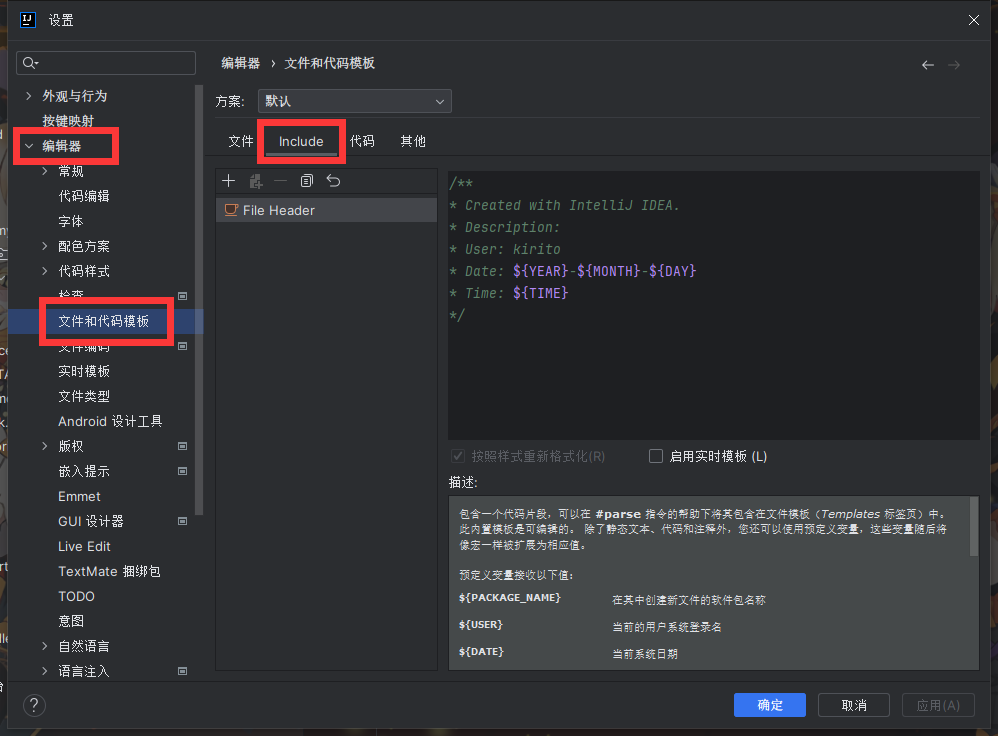 设置
编辑器 › 文件和代码模板
方案: 默认
外观与行为
按键映射
编辑器
常规
代码编辑
字体
配色方案
代码样式
检查
文件和代码模板
文件编码
实时模板
文件类型
Android 设计工具
版权
嵌入提示
Emmet
GUI 设计器
Live Edit
TextMate 捆绑包
TODO
意图
自然语言
语言注入
文件 Include 代码 其他
File Header
/**
* Created with IntelliJ IDEA.
* Description:
* User: kirito
* Date: ${YEAR}-${MONTH}-${DAY}
* Time: ${TIME}
*/
按照样式重新格式化(R) 启用实时模板 (L)
描述:
包含一个代码片段，可以在 #parse 指令的帮助下将其包含在文件模板（Templates 标签页）中。
此内置模板是可编辑的。 除了静态文本、代码和注释外，您还可以使用预定义变量，这些变量随后将
像宏一样被扩展为相应值。
预定义变量接收以下值:
${PACKAGE_NAME} 在其中创建新文件的软件包名称
${USER} 当前的用户系统登录名
${DATE} 当前系统日期
? 确定 取消 应用(A)